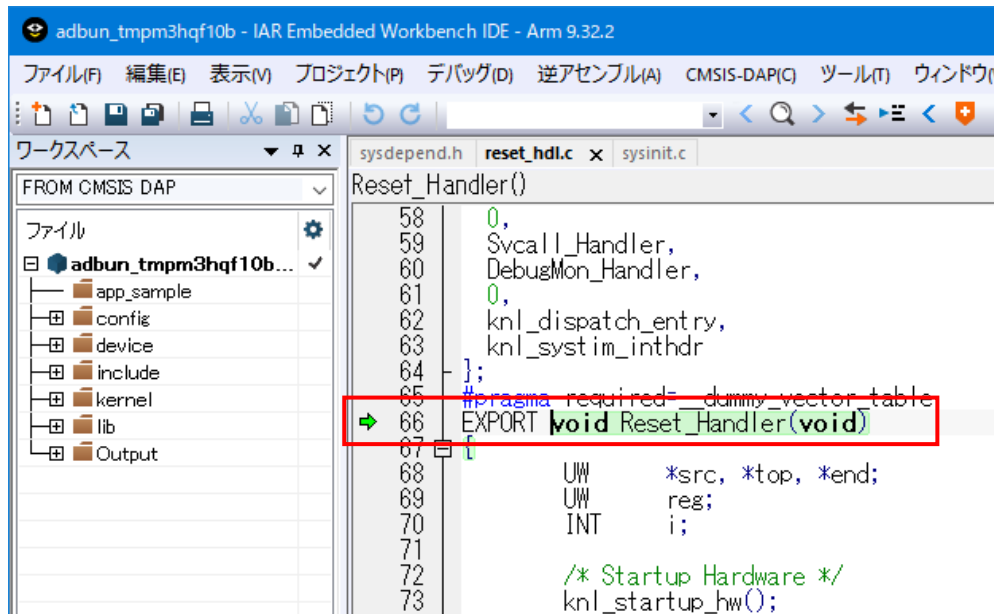 adbun_tmpm3hqf10b - IAR Embedded Workbench IDE - Arm 9.32.2
ファイル(F) 編集(E) 表示(V) プロジェクト(P) デバッグ(D) 逆アセンブル(A) CMSIS-DAP(C) ツール(T) ウィンドウ(
ワークスペース
FROM CMSIS DAP
ファイル
adbun_tmpm3hqf10b...
app_sample
config
device
include
kernel
lib
Output
sysdepend.h reset_hdl.c sysinit.c
Reset_Handler()
58 0,
59 Svcall_Handler,
60 DebugMon_Handler,
61 0,
62 knl_dispatch_entry,
63 knl_systim_inthdr
64 };
65 #pragma required=__dummy_vector_table
66 EXPORT void Reset_Handler(void)
67 {
68 UW *src, *top, *end;
69 UW reg;
70 INT i;
71
72 /* Startup Hardware */
73 knl_startup_hw();